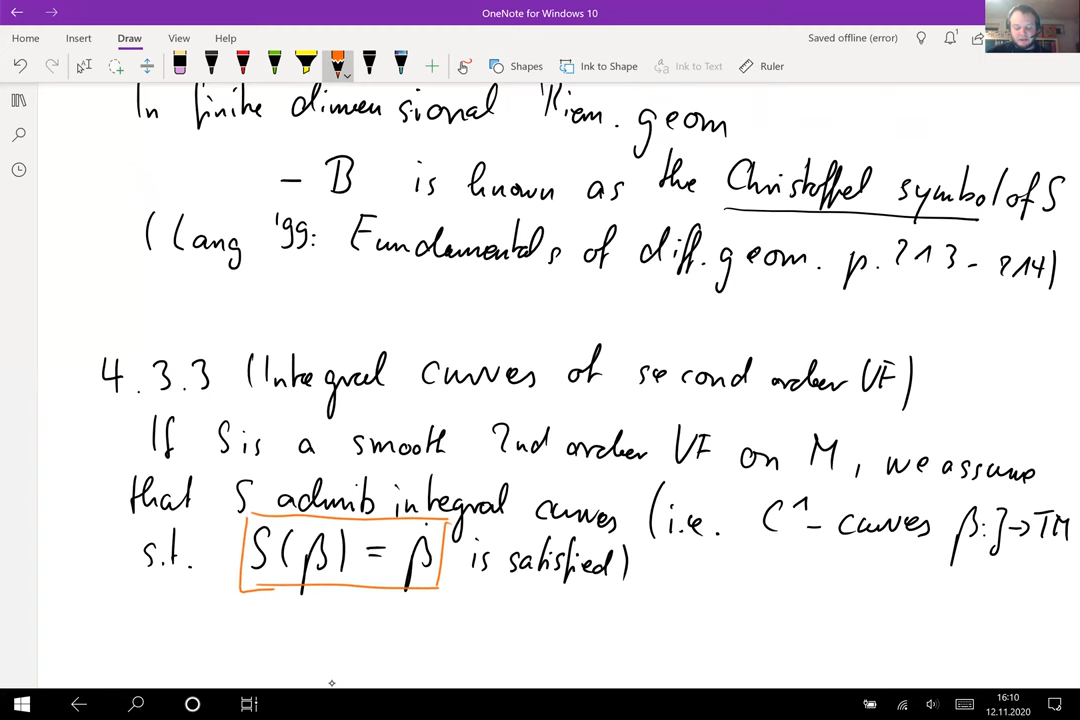 OneNote for Windows 10
Home Insert Draw View Help Saved offline (error)
Shapes Ink to Shape Ink to Text Ruler
In finite dimensional Riem. geom
– B is known as the Christoffel symbol of S
(Lang '99: Fundamentals of diff. geom. p. 213 - 214)
4.3.3 (Integral curves of second order VF)
If S is a smooth 2nd order VF on M, we assume
that S admits integral curves (i.e. C^1 - curves β: J → TM
s.t. S(β) = β̇ is satisfied)
16:10
12.11.2020